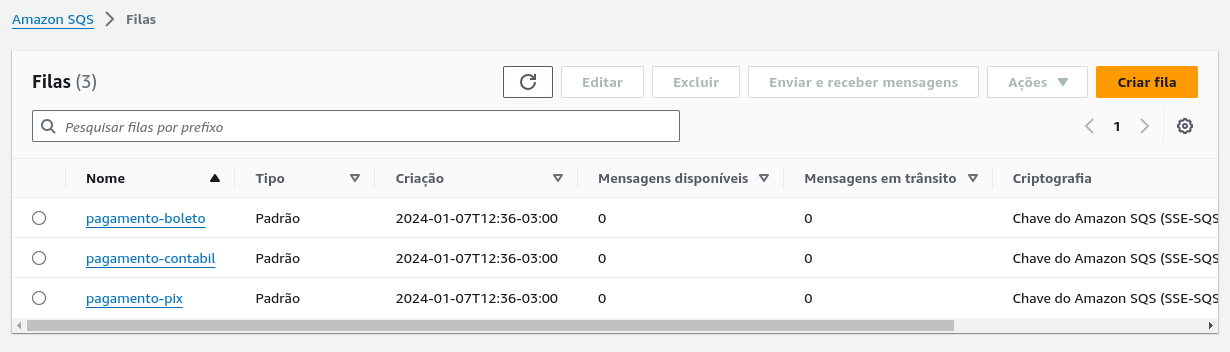 Amazon SQS > Filas
Filas (3)
Editar
Excluir
Enviar e receber mensagens
Ações
Criar fila
Pesquisar filas por prefixo
1
Nome Tipo Criação Mensagens disponíveis Mensagens em trânsito Criptografia
pagamento-boleto Padrão 2024-01-07T12:36-03:00 0 0 Chave do Amazon SQS (SSE-SQS
pagamento-contabil Padrão 2024-01-07T12:36-03:00 0 0 Chave do Amazon SQS (SSE-SQS
pagamento-pix Padrão 2024-01-07T12:36-03:00 0 0 Chave do Amazon SQS (SSE-SQS